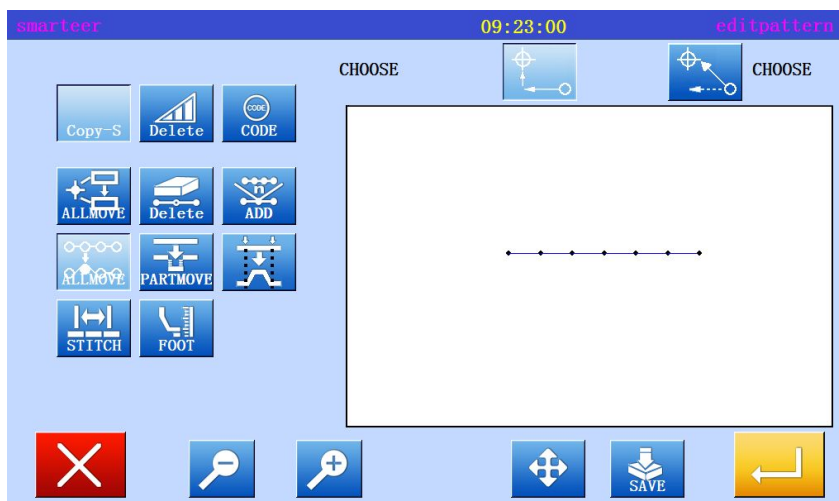 smarteer 09:23:00 editpattern
CHOOSE CHOOSE
Copy-S Delete CODE CODE
ALLMOVE Delete n ADD
ALLMOVE PARTMOVE
STITCH FOOT
SAVE